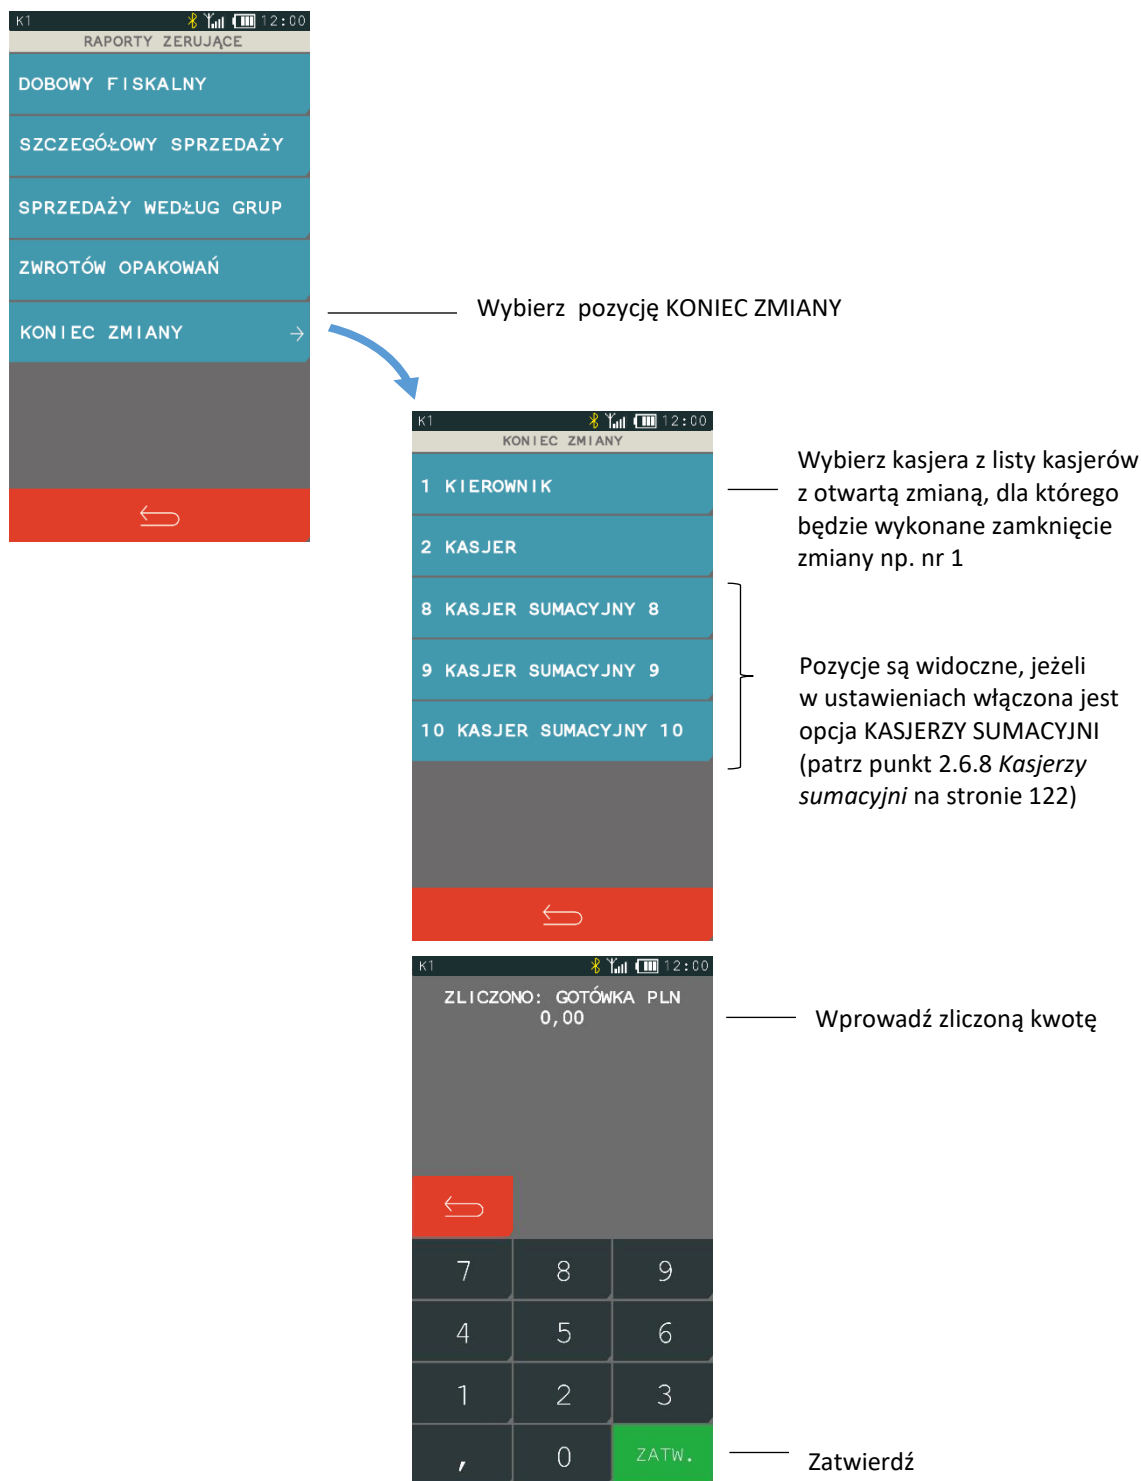 K1 12:00
RAPORTY ZERUJĄCE
DOBOWY FISKALNY
SZCZEGÓŁOWY SPRZEDAŻY
SPRZEDAŻY WEDŁUG GRUP
ZWROTÓW OPAKOWAŃ
KONIEC ZMIANY →
Wybierz pozycję KONIEC ZMIANY
K1 12:00
KONIEC ZMIANY
1 KIEROWNIK
2 KASJER
8 KASJER SUMACYJNY 8
9 KASJER SUMACYJNY 9
10 KASJER SUMACYJNY 10
Wybierz kasjera z listy kasjerów
z otwartą zmianą, dla którego
będzie wykonane zamknięcie
zmiany np. nr 1
Pozycje są widoczne, jeżeli
w ustawieniach włączona jest
opcja KASJERZY SUMACYJNI
(patrz punkt 2.6.8 Kasjerzy
sumacyjni na stronie 122)
K1 12:00
ZLICZONO: GOTÓWKA PLN
0,00
Wprowadź zliczoną kwotę
7 8 9
4 5 6
1 2 3
, 0 ZATW.
Zatwierdź